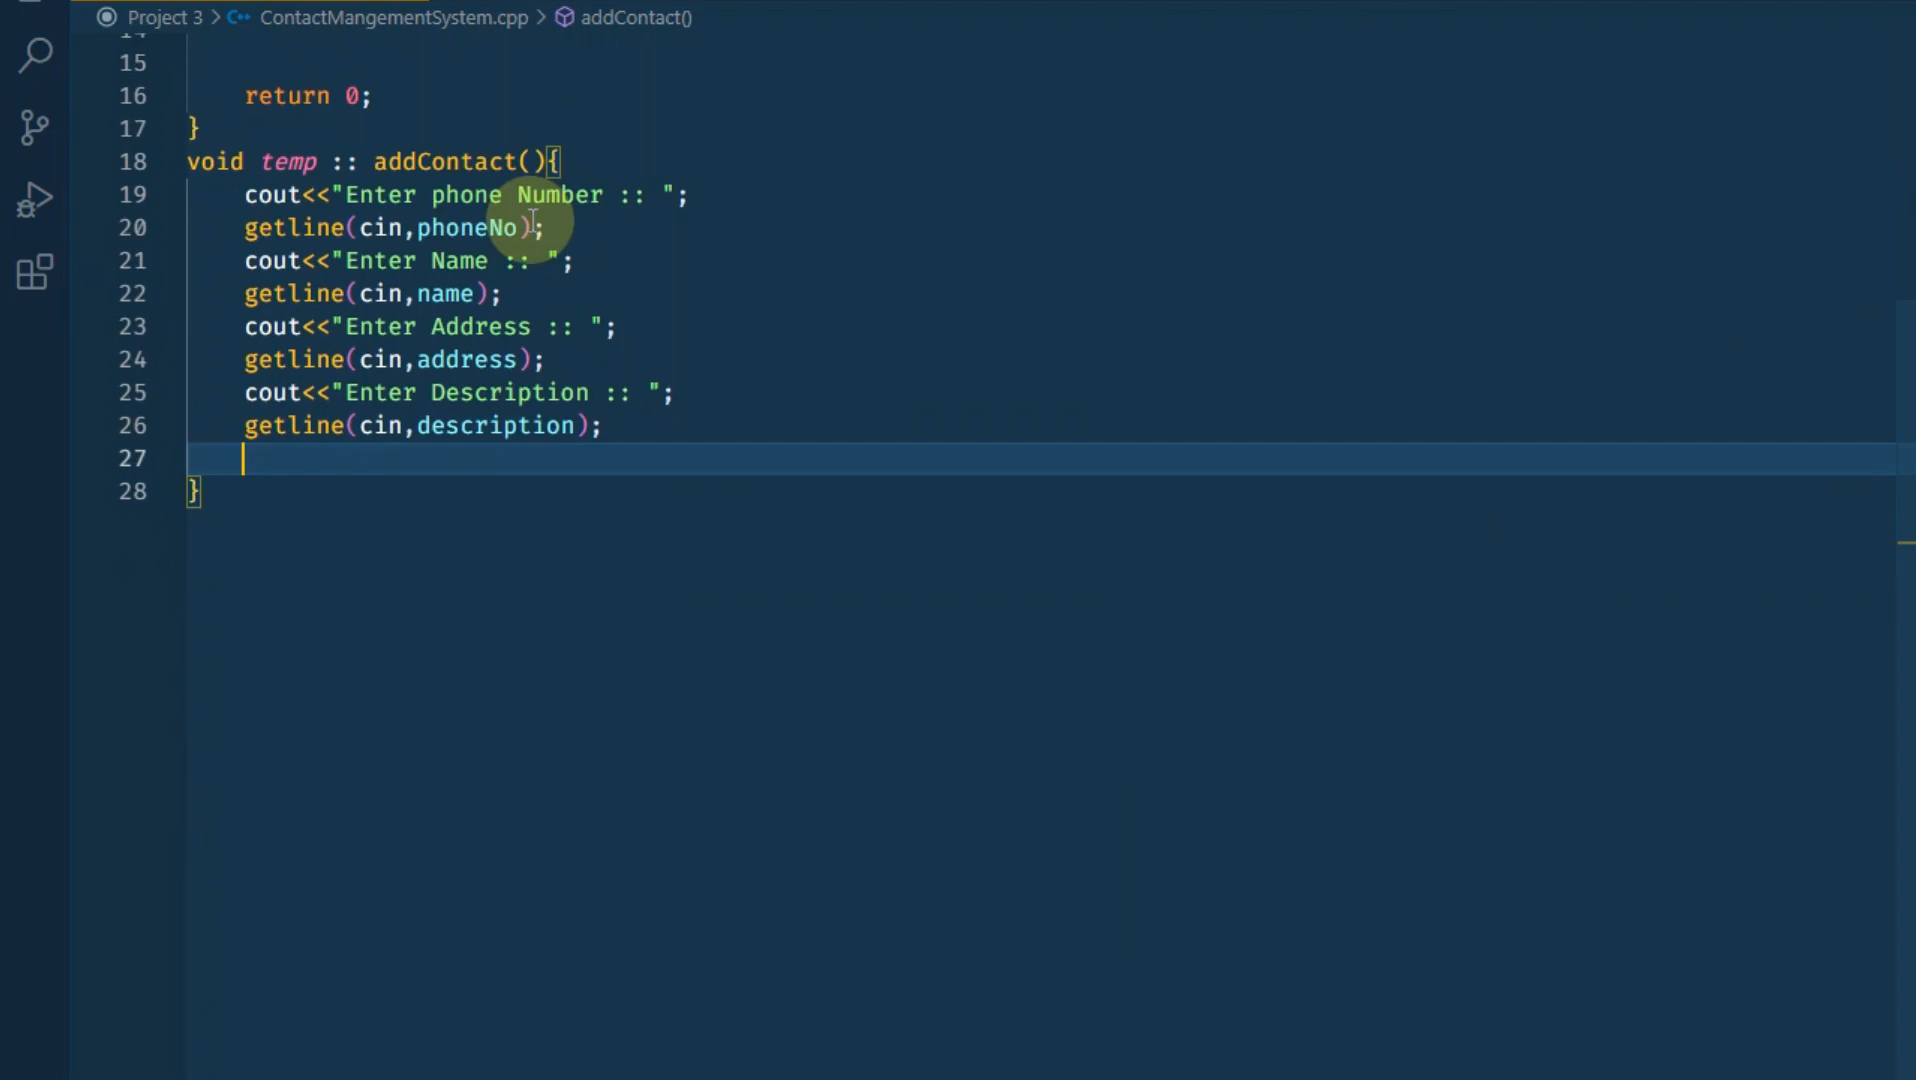 Project 3 > C++ ContactMangementSystem.cpp > addContact()
14
15
16 return 0;
17 }
18 void temp :: addContact(){
19 cout<<"Enter phone Number :: ";
20 getline(cin,phoneNo);
21 cout<<"Enter Name :: ";
22 getline(cin,name);
23 cout<<"Enter Address :: ";
24 getline(cin,address);
25 cout<<"Enter Description :: ";
26 getline(cin,description);
27
28 }